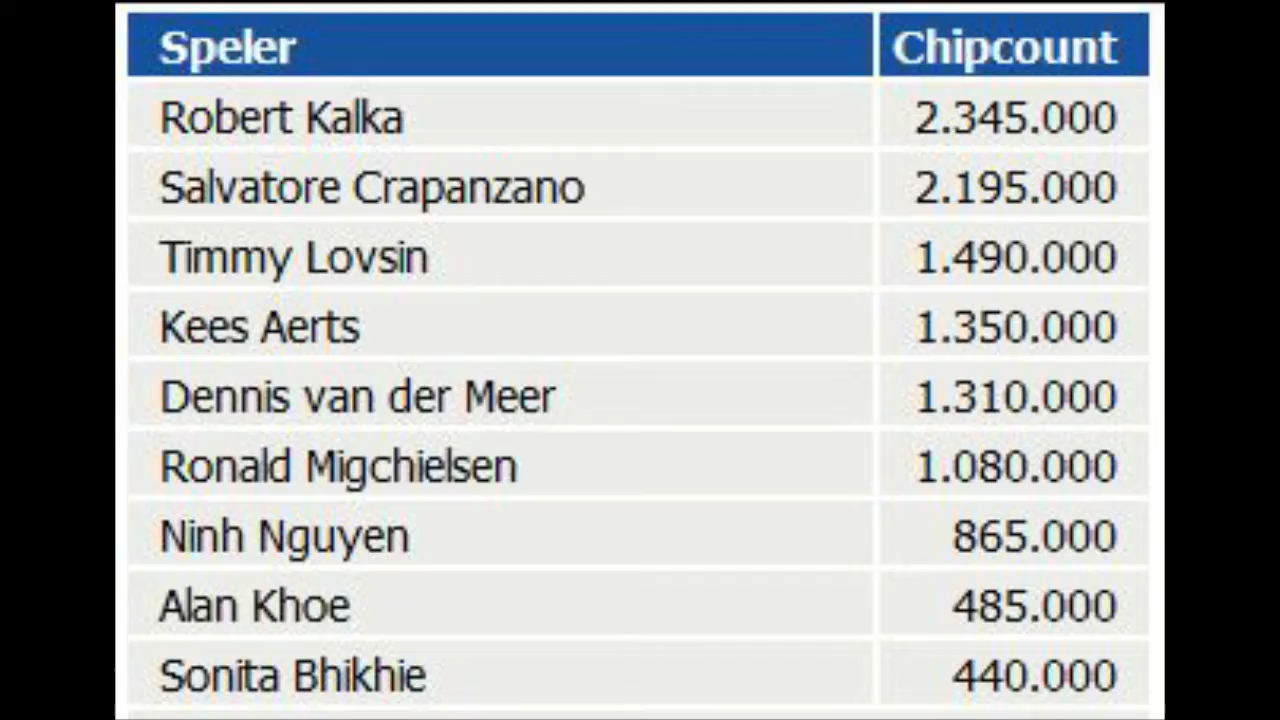 Speler Chipcount
Robert Kalka 2.345.000
Salvatore Crapanzano 2.195.000
Timmy Lovsin 1.490.000
Kees Aerts 1.350.000
Dennis van der Meer 1.310.000
Ronald Migchielsen 1.080.000
Ninh Nguyen 865.000
Alan Khoe 485.000
Sonita Bhikhie 440.000